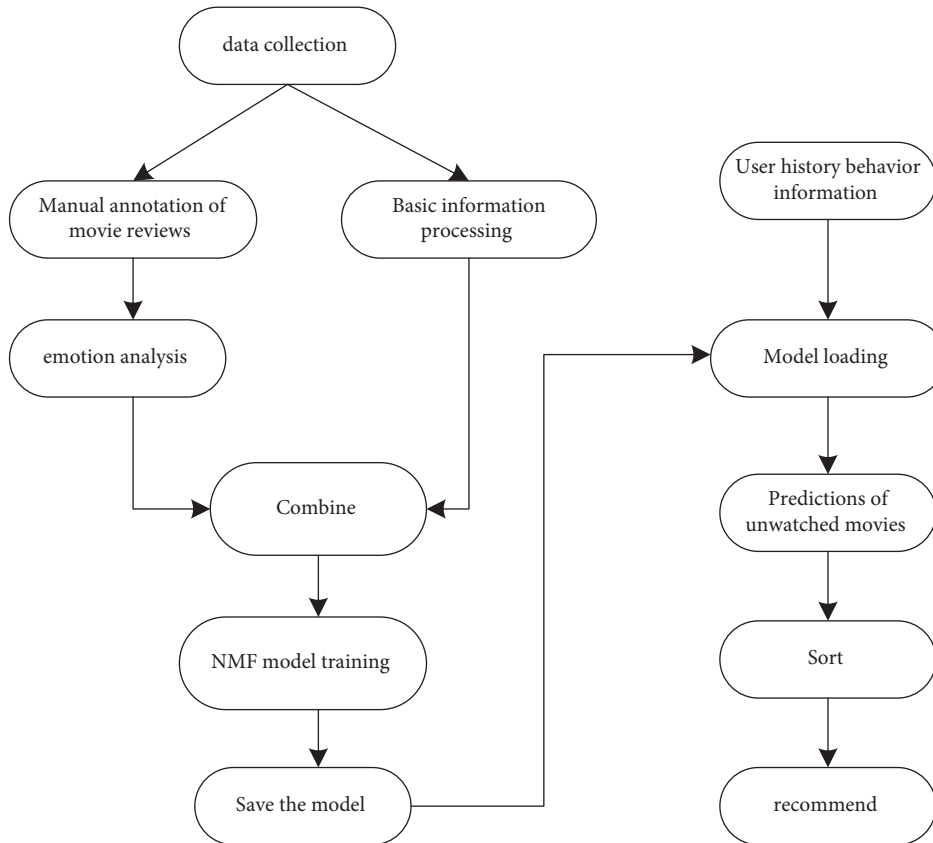 data collection
Manual annotation of
movie reviews
Basic information
processing
User history behavior
information
emotion analysis
Model loading
Combine
Predictions of
unwatched movies
NMF model training
Sort
Save the model
recommend